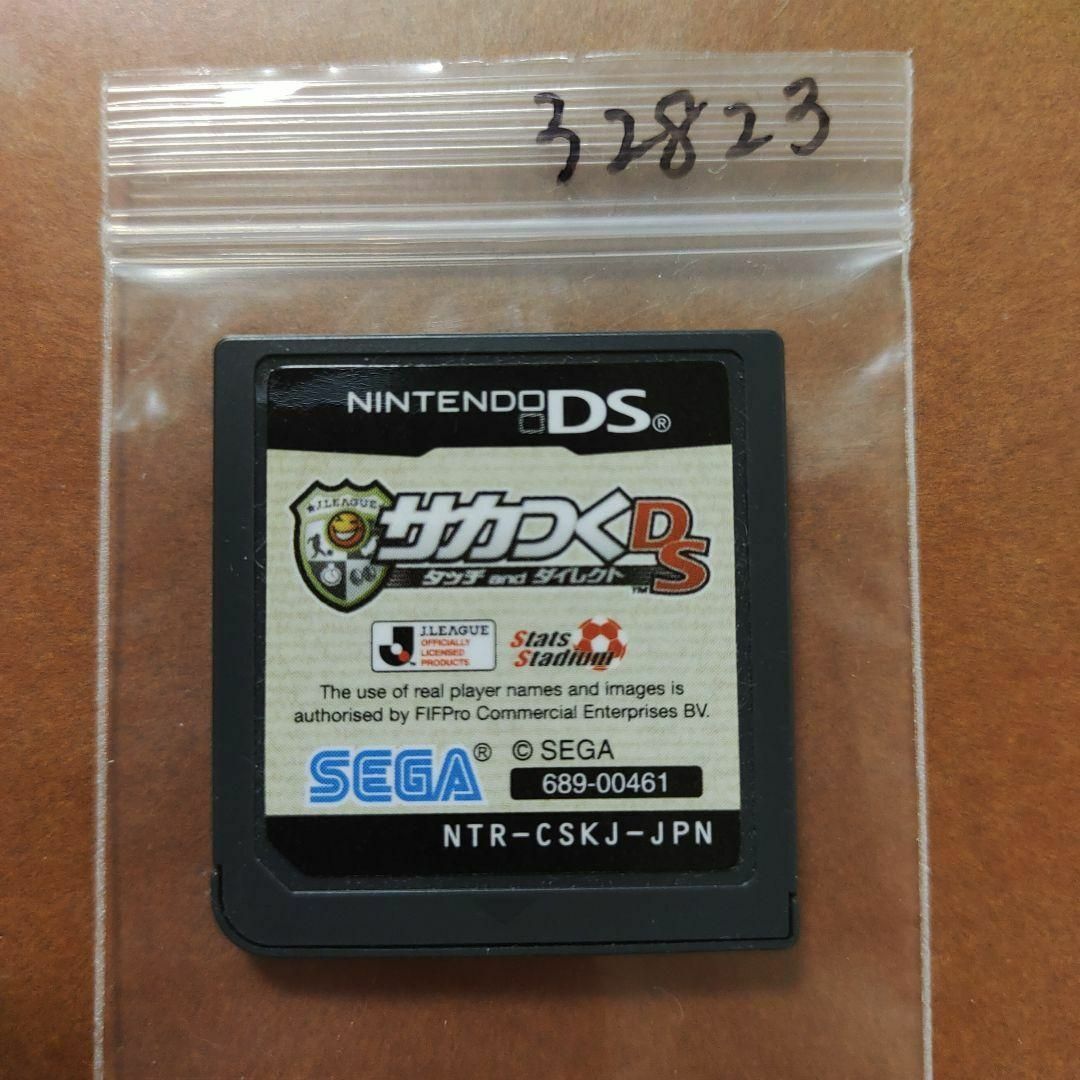 32823
NINTENDO DS®
★J.LEAGUE
サカつくDS
タッチ and ダイレクト ™
J.LEAGUE
OFFICIALLY
LICENSED
PRODUCTS
Stats
Stadium
The use of real player names and images is
authorised by FIFPro Commercial Enterprises BV.
SEGA® © SEGA
689-00461
NTR-CSKJ-JPN